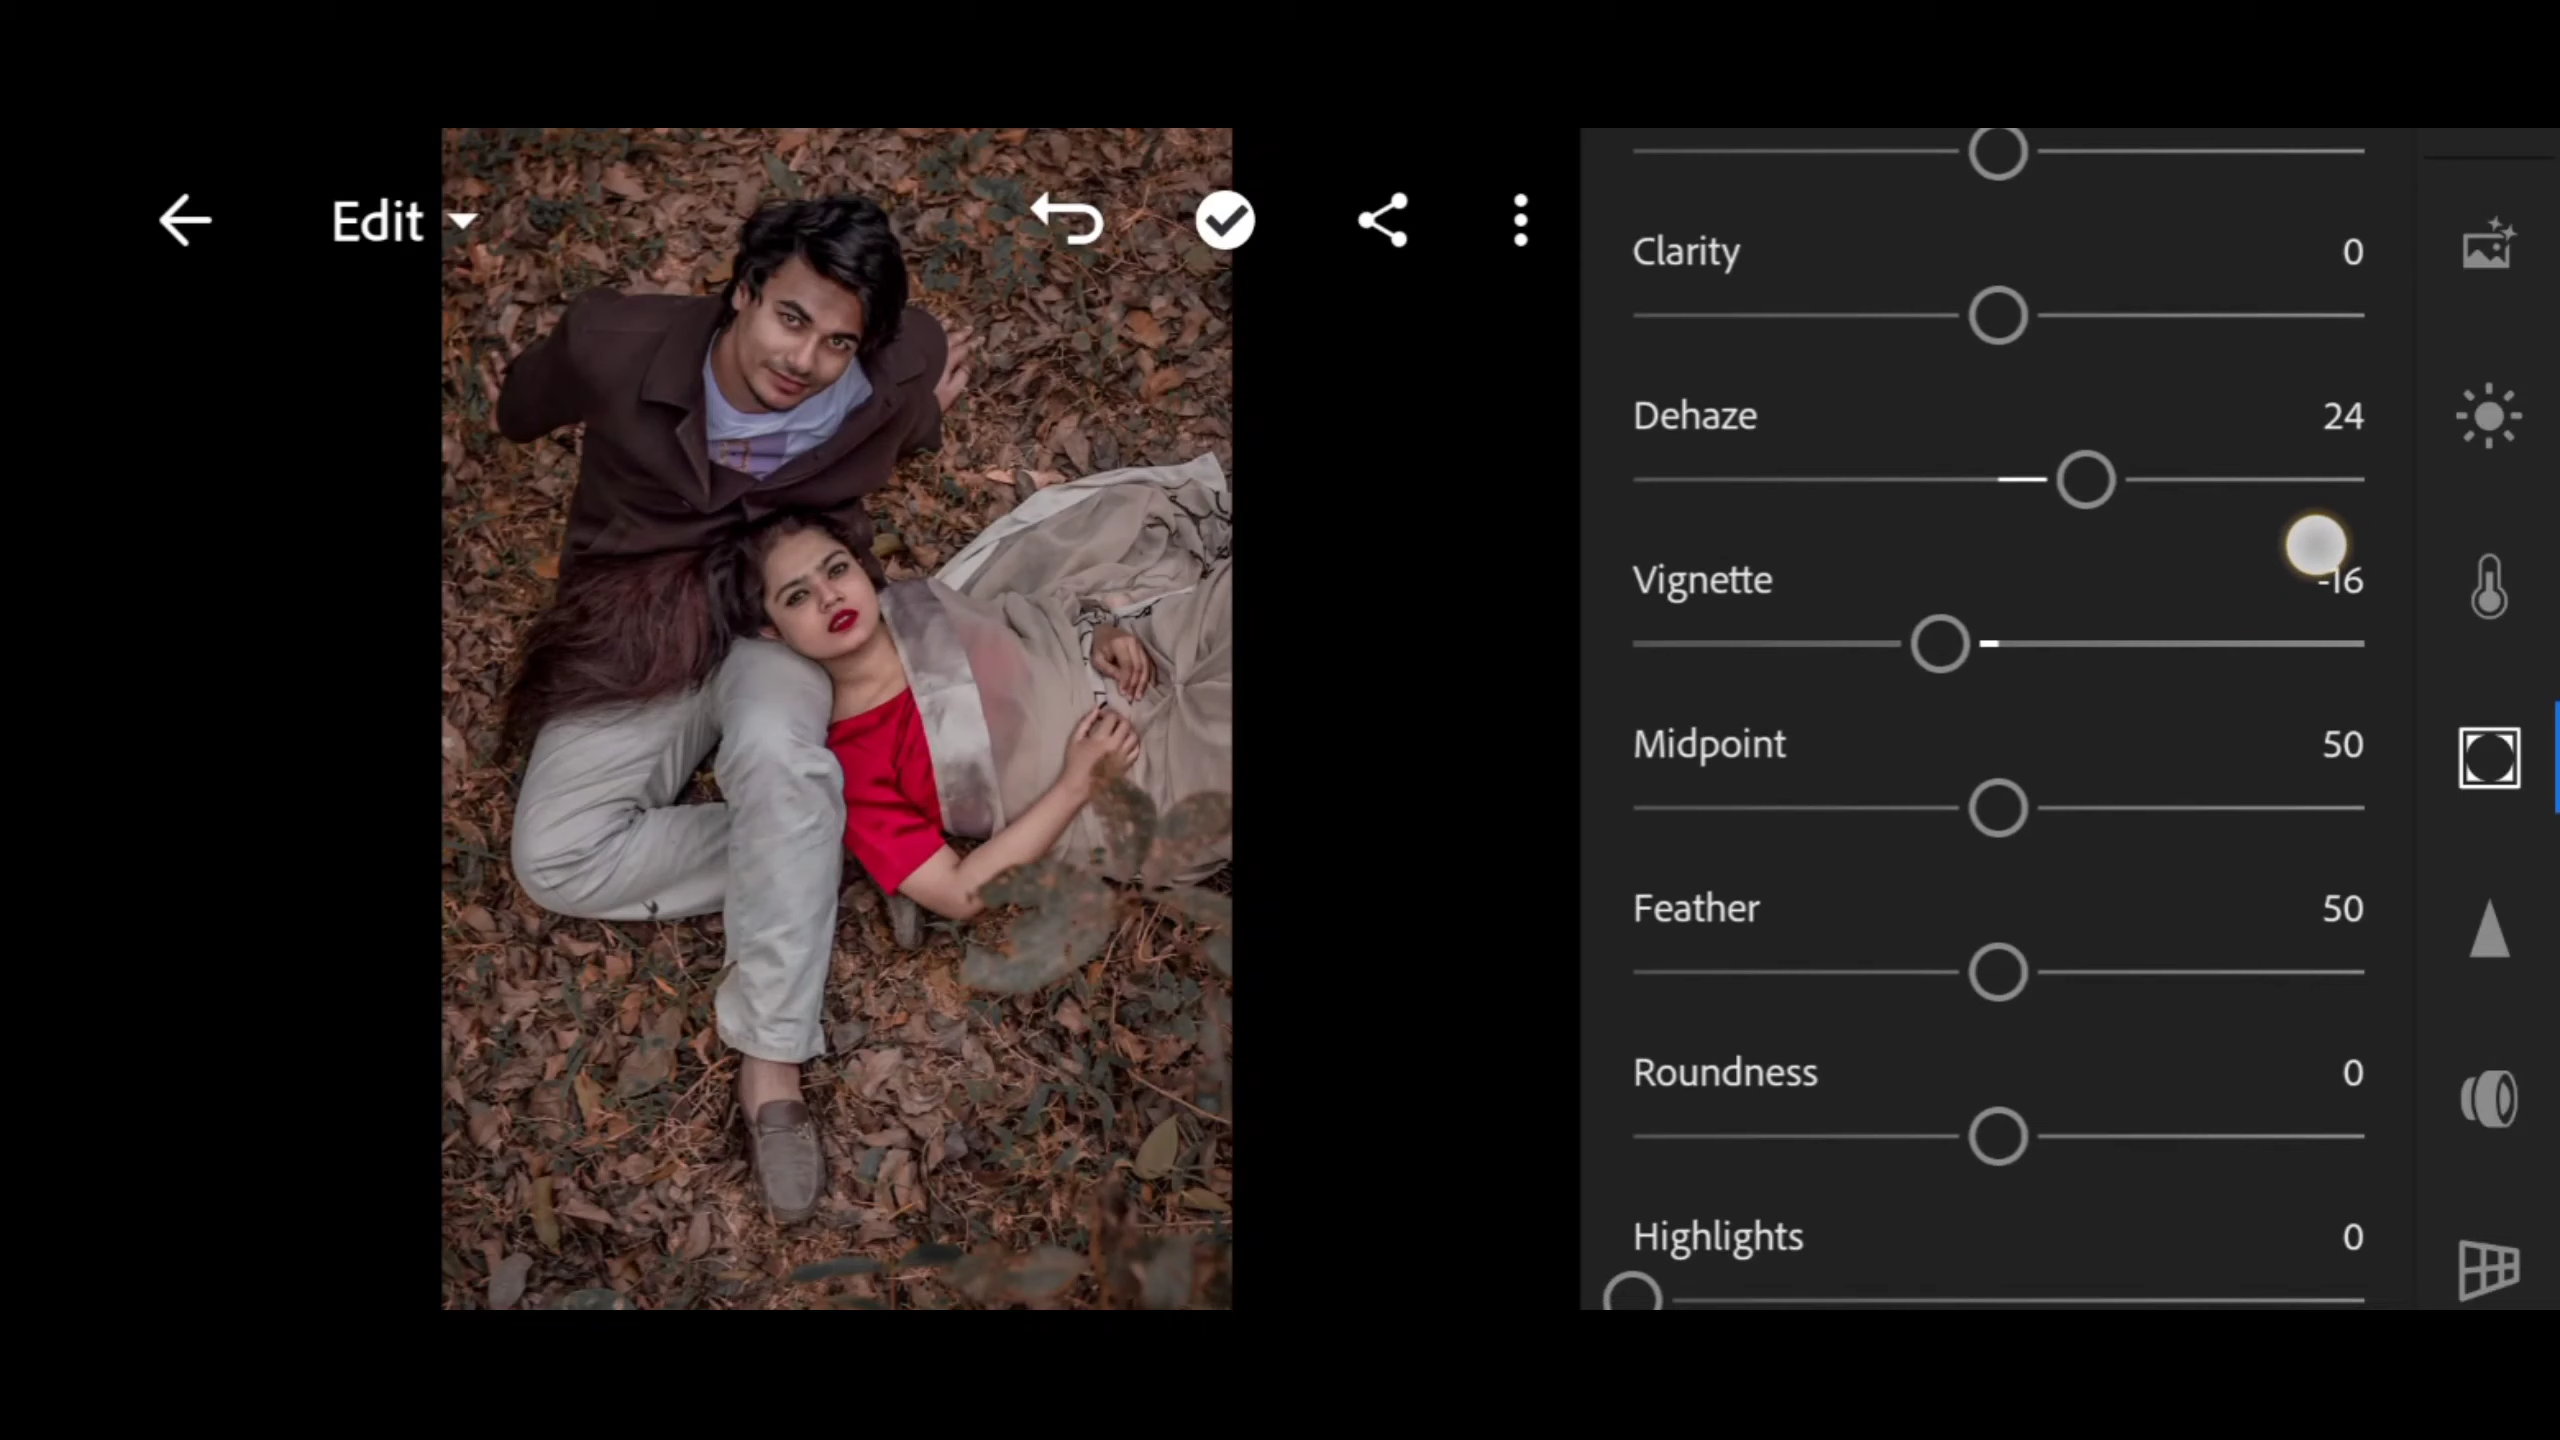 Edit
Clarity 0
Dehaze 24
Vignette -16
Midpoint 50
Feather 50
Roundness 0
Highlights 0